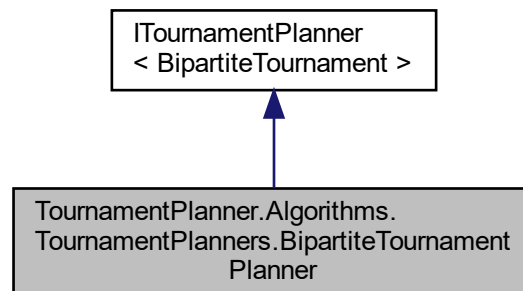 ITournamentPlanner
< BipartiteTournament >
TournamentPlanner.Algorithms.
TournamentPlanners.BipartiteTournament
Planner